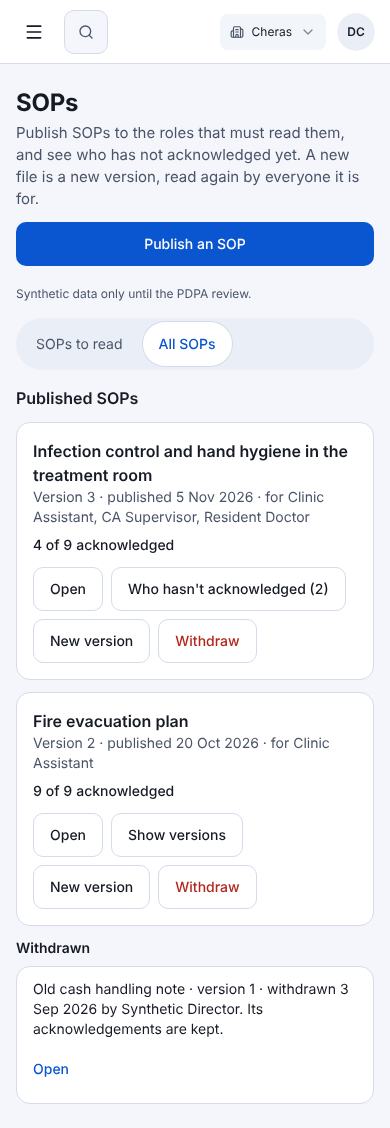 Cheras
DC
SOPs
Publish SOPs to the roles that must read them,
and see who has not acknowledged yet. A new
file is a new version, read again by everyone it is
for.
Publish an SOP
Synthetic data only until the PDPA review.
SOPs to read
All SOPs
Published SOPs
Infection control and hand hygiene in the
treatment room
Version 3 · published 5 Nov 2026 · for Clinic
Assistant, CA Supervisor, Resident Doctor
4 of 9 acknowledged
Open
Who hasn't acknowledged (2)
New version
Withdraw
Fire evacuation plan
Version 2 · published 20 Oct 2026 · for Clinic
Assistant
9 of 9 acknowledged
Open
Show versions
New version
Withdraw
Withdrawn
Old cash handling note · version 1 · withdrawn 3
Sep 2026 by Synthetic Director. Its
acknowledgements are kept.
Open